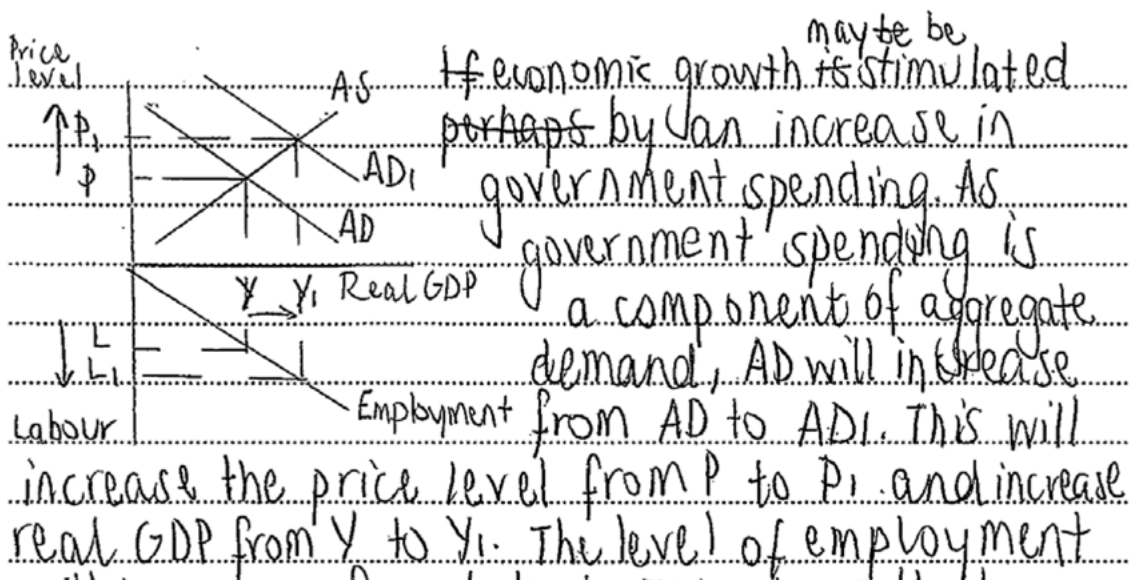 Price
level
P₁
P
AS
AD₁
AD
Y Y₁ Real GDP
L
L₁
Employment
Labour
may be be
If economic growth is stimulated
perhaps by an increase in
government spending. As
government spending is
a component of aggregate
demand, AD will increase
from AD to AD1. This will
increase the price level from P to P₁ and increase
real GDP from Y to Y₁. The level of employment